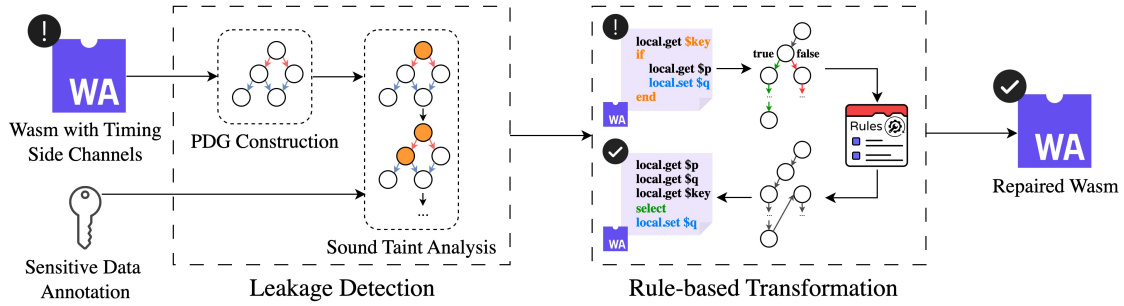 !
WA
Wasm with Timing
Side Channels
Sensitive Data
Annotation
PDG Construction
...
Sound Taint Analysis
Leakage Detection
!
local.get $key
if
local.get $p
local.set $q
end
WA
true
false
...
...
Rules
local.get $p
local.get $q
local.get $key
select
local.set $q
WA
...
...
Rule-based Transformation
WA
Repaired Wasm